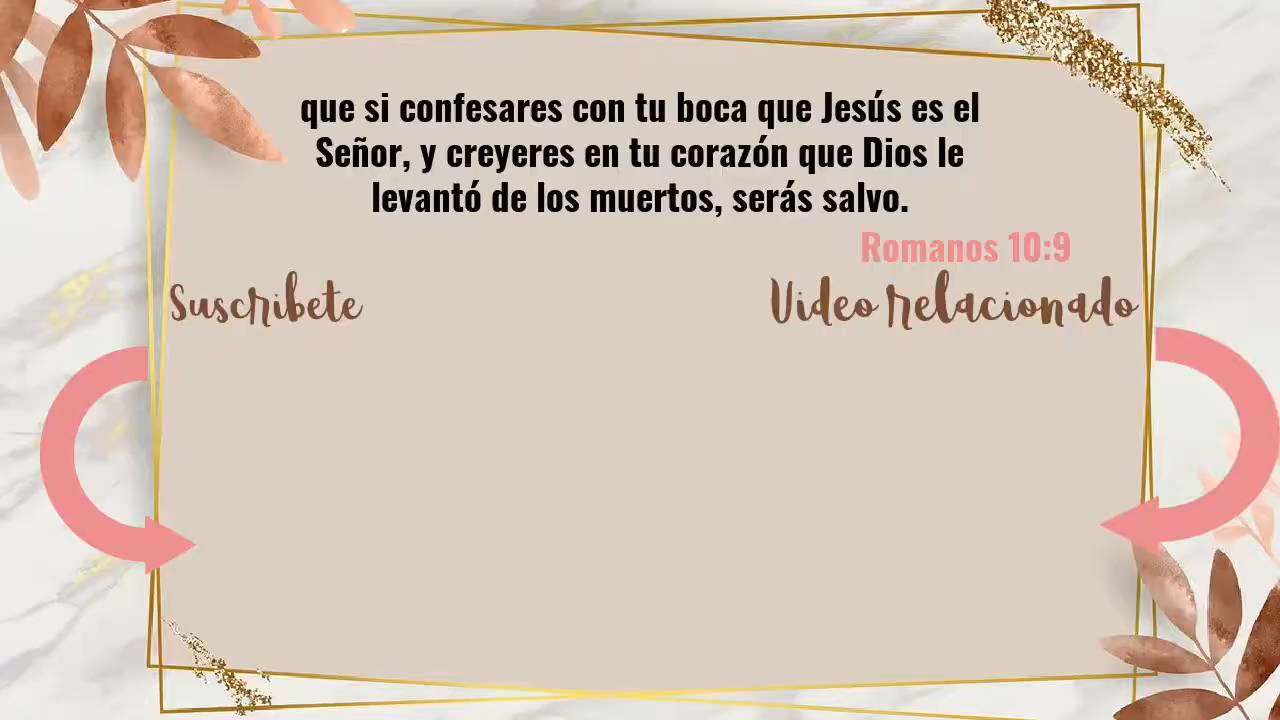 que si confesares con tu boca que Jesús es el
Señor, y creyeres en tu corazón que Dios le
levantó de los muertos, serás salvo.
Romanos 10:9
Suscribete
Video relacionado